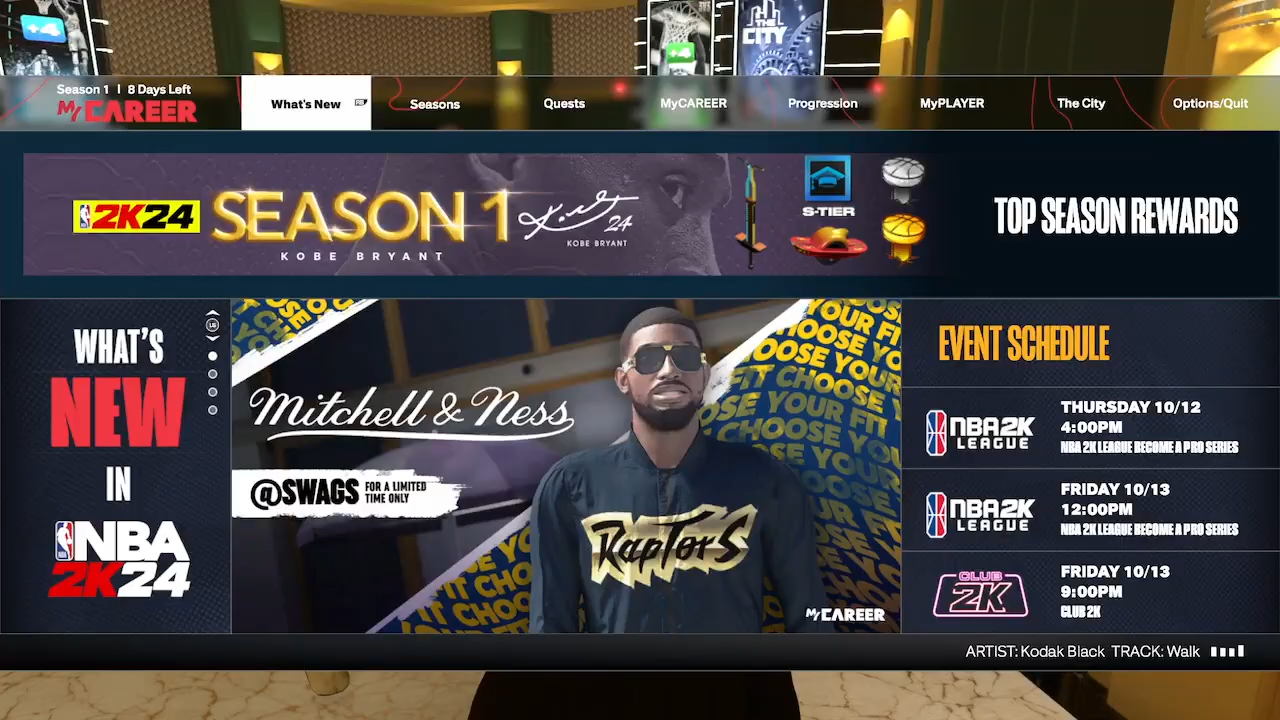 +4
+4
THE
CITY
Season 1 | 8 Days Left
MyCAREER
What's New
Seasons
Quests
MyCAREER
Progression
MyPLAYER
The City
Options/Quit
2K24
SEASON 1
KOBE BRYANT
24
KOBE BRYANT
S-TIER
TOP SEASON REWARDS
WHAT'S
NEW
IN
NBA
2K24
Mitchell & Ness
@SWAGS
FOR A LIMITED
TIME ONLY
CHOOSE YOUR FIT
RapTorS
MyCAREER
EVENT SCHEDULE
NBA2K
LEAGUE
THURSDAY 10/12
4:00PM
NBA 2K LEAGUE BECOME A PRO SERIES
NBA2K
LEAGUE
FRIDAY 10/13
12:00PM
NBA 2K LEAGUE BECOME A PRO SERIES
CLUB
2K
FRIDAY 10/13
9:00PM
CLUB 2K
ARTIST: Kodak Black TRACK: Walk